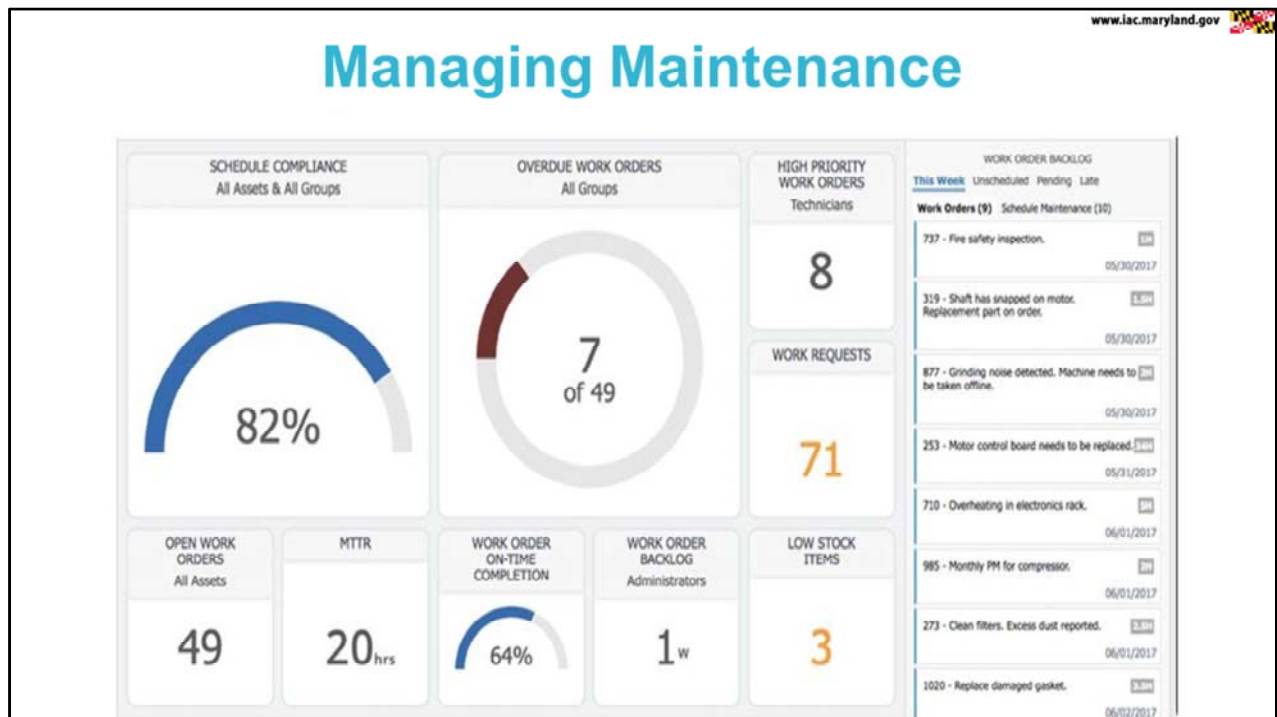 www.iac.maryland.gov
Managing Maintenance
SCHEDULE COMPLIANCE
All Assets & All Groups
82%
OVERDUE WORK ORDERS
All Groups
7
of 49
HIGH PRIORITY
WORK ORDERS
Technicians
8
WORK REQUESTS
71
OPEN WORK
ORDERS
All Assets
49
MTTR
20hrs
WORK ORDER
ON-TIME
COMPLETION
64%
WORK ORDER
BACKLOG
Administrators
1w
LOW STOCK
ITEMS
3
WORK ORDER BACKLOG
This Week Unscheduled Pending Late
Work Orders (9) Schedule Maintenance (10)
737 - Fire safety inspection.
1H
05/30/2017
319 - Shaft has snapped on motor. 1.5H
Replacement part on order.
05/30/2017
877 - Grinding noise detected. Machine needs to
be taken offline.
05/30/2017
253 - Motor control board needs to be replaced.
05/31/2017
710 - Overheating in electronics rack.
06/01/2017
985 - Monthly PM for compressor.
06/01/2017
273 - Clean filters. Excess dust reported.
06/01/2017
1020 - Replace damaged gasket.
06/02/2017